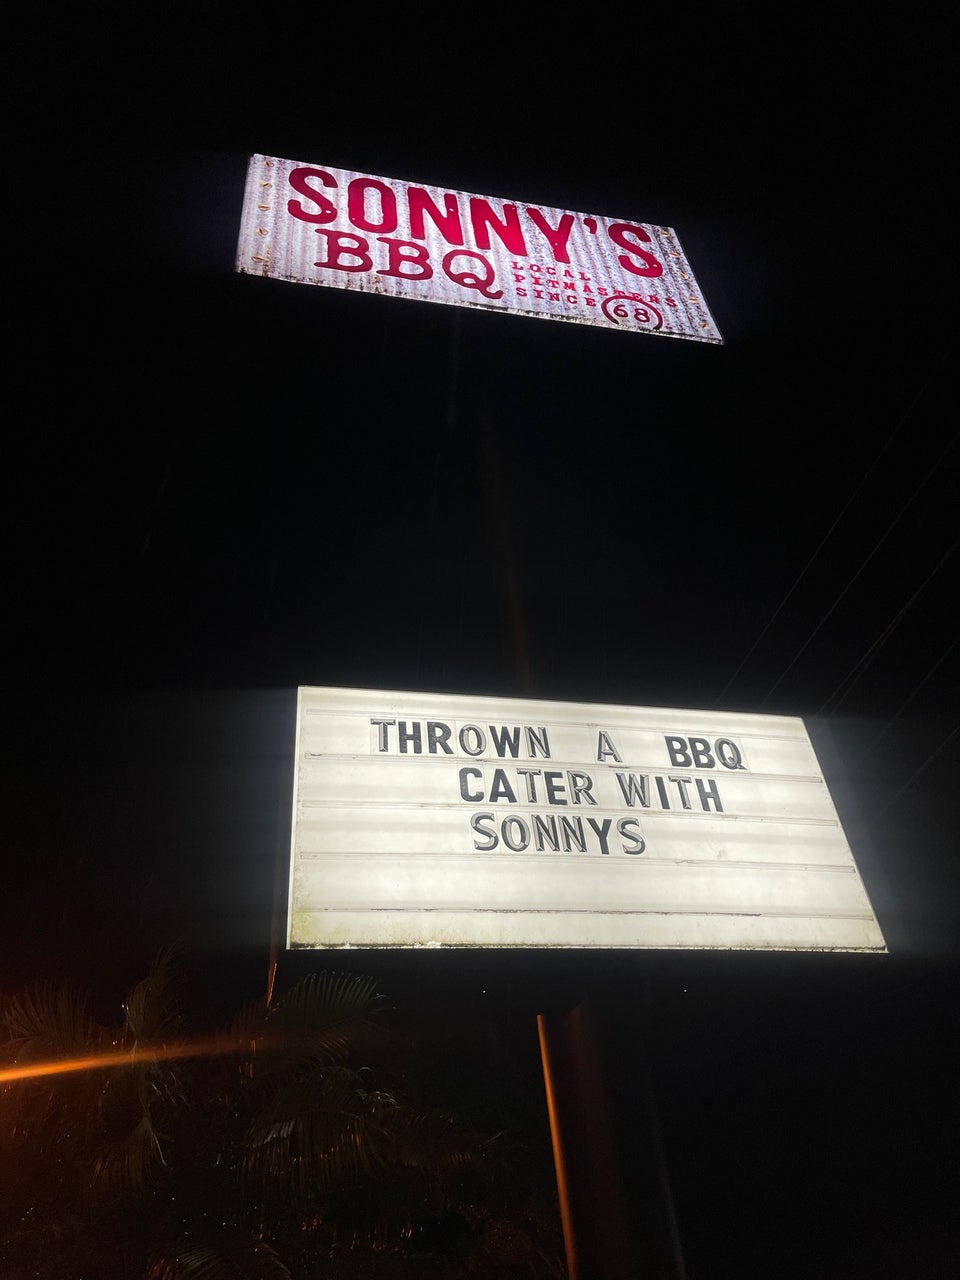 SONNY'S
BBQ
LOCAL
PITMASTERS
SINCE 68
THROWN A BBQ
CATER WITH
SONNYS